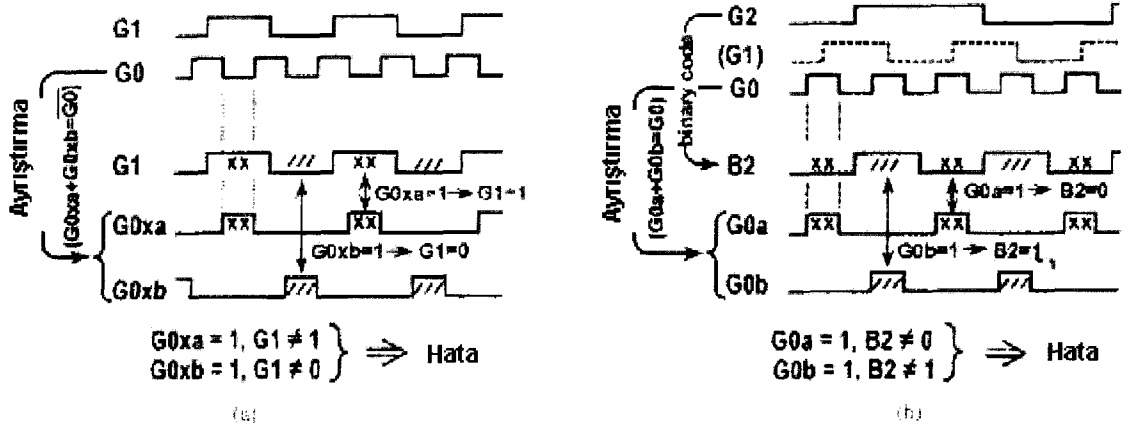 G1
G0
Ayrıştırma
(G0xa+G0xb=G̅0̅)
G1
xx
///
xx
///
G0xa=1→G1=1
G0xa
xx
xx
G0xb=1→G1=0
G0xb
///
///
G0xa = 1, G1 ≠ 1
G0xb = 1, G1 ≠ 0
Hata
(a)
G2
(G1)
G0
binary code
Ayrıştırma
(G0a+G0b=G0)
B2
xx
///
xx
///
xx
G0a=1→B2=0
G0a
xx
xx
xx
G0b=1→B2=1
G0b
///
///
G0a = 1, B2 ≠ 0
G0b = 1, B2 ≠ 1
Hata
(b)